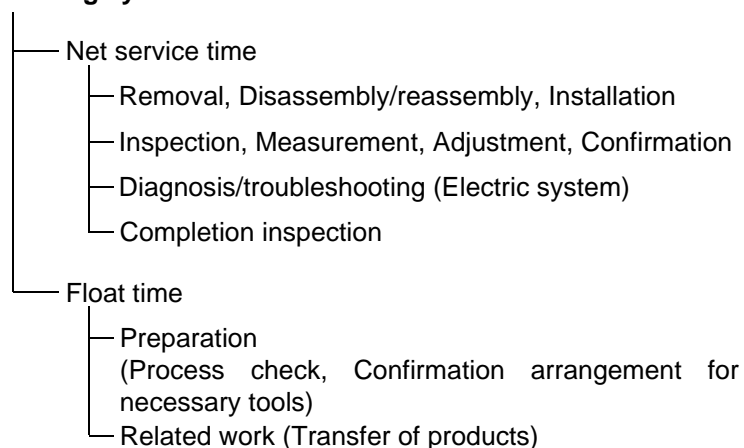 Net service time
Removal, Disassembly/reassembly, Installation
Inspection, Measurement, Adjustment, Confirmation
Diagnosis/troubleshooting (Electric system)
Completion inspection
Float time
Preparation
(Process check, Confirmation arrangement for
necessary tools)
Related work (Transfer of products)